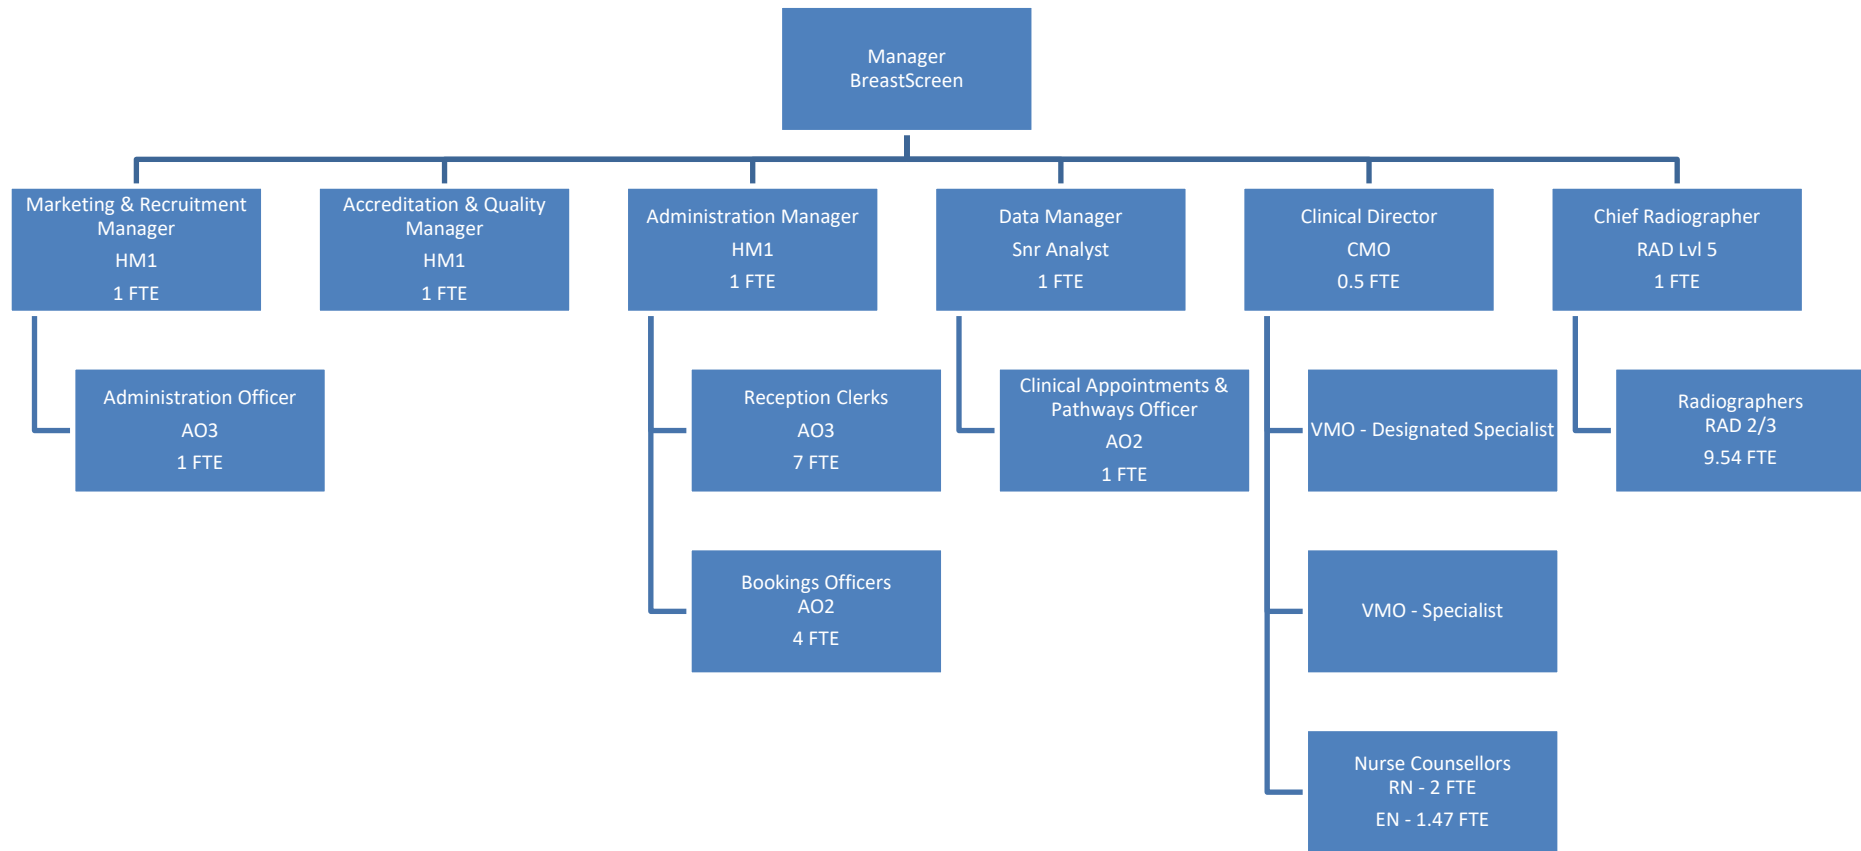 Manager
BreastScreen
Marketing & Recruitment
Manager
HM1
1 FTE
Accreditation & Quality
Manager
HM1
1 FTE
Administration Manager
HM1
1 FTE
Data Manager
Snr Analyst
1 FTE
Clinical Director
CMO
0.5 FTE
Chief Radiographer
RAD Lvl 5
1 FTE
Administration Officer
AO3
1 FTE
Reception Clerks
AO3
7 FTE
Clinical Appointments &
Pathways Officer
AO2
1 FTE
VMO - Designated Specialist
Radiographers
RAD 2/3
9.54 FTE
Bookings Officers
AO2
4 FTE
VMO - Specialist
Nurse Counsellors
RN - 2 FTE
EN - 1.47 FTE